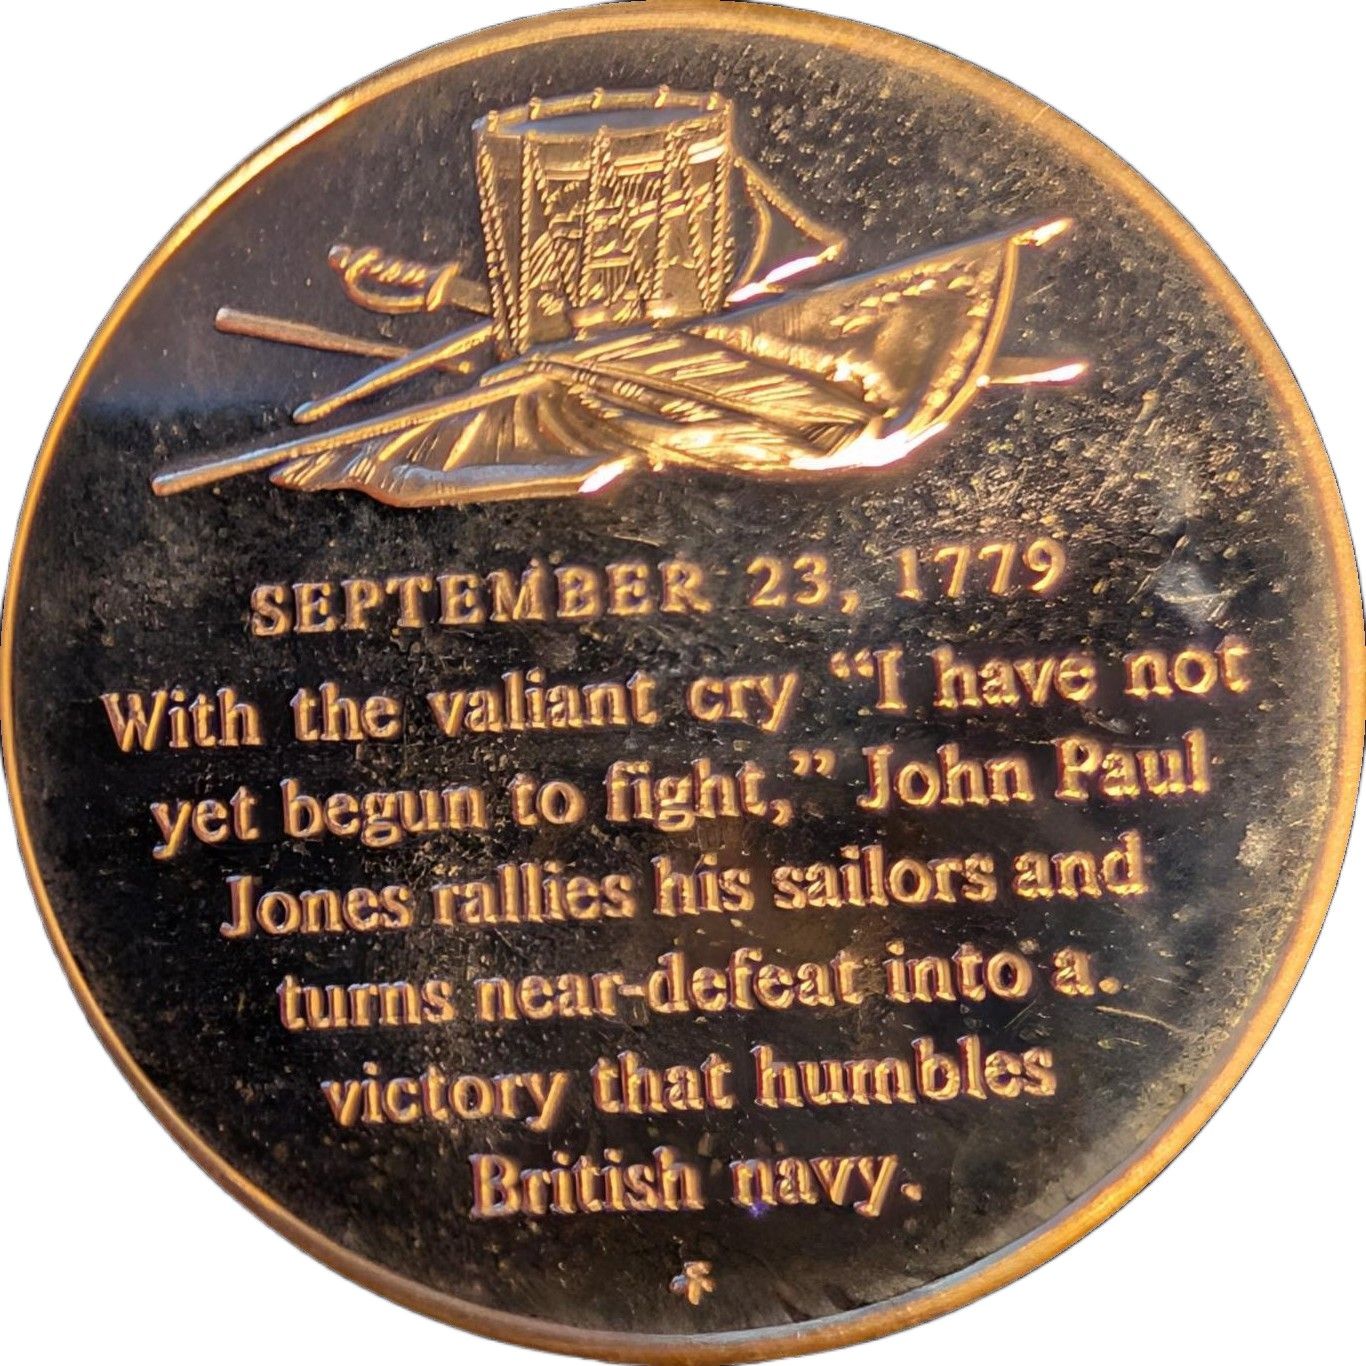 SEPTEMBER 23, 1779
With the valiant cry “I have not
yet begun to fight,” John Paul
Jones rallies his sailors and
turns near-defeat into a
victory that humbles
British navy.